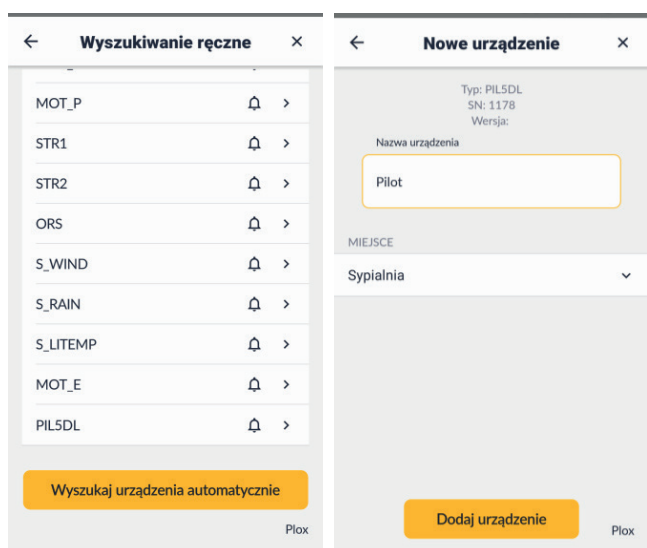 Wyszukiwanie ręczne
MOT_P
STR1
STR2
ORS
S_WIND
S_RAIN
S_LITEMP
MOT_E
PIL5DL
Wyszukaj urządzenia automatycznie
Plox
Nowe urządzenie
Typ: PIL5DL
SN: 1178
Wersja:
Nazwa urządzenia
Pilot
MIEJSCE
Sypialnia
Dodaj urządzenie
Plox